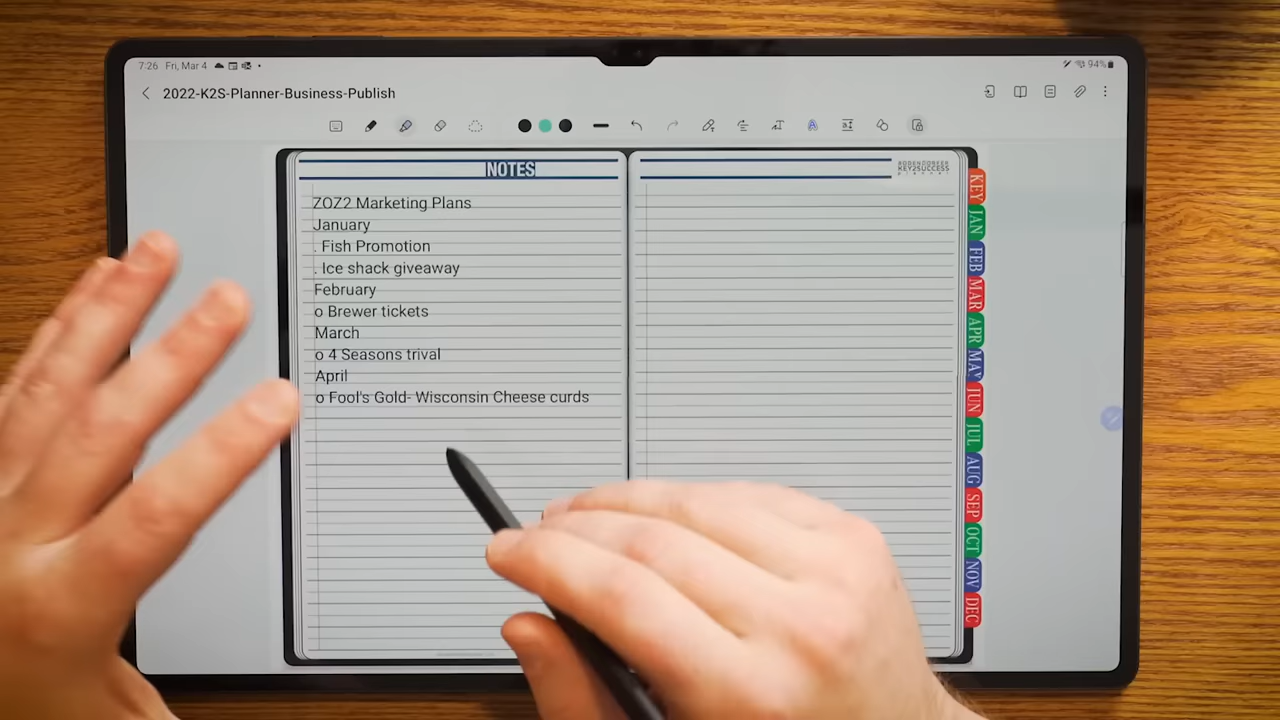 7:26 Fri, Mar 4
94%
2022-K2S-Planner-Business-Publish
NOTES
KEY2SUCCESS
ZOZ2 Marketing Plans
January
. Fish Promotion
. Ice shack giveaway
February
o Brewer tickets
March
o 4 Seasons trival
April
o Fool's Gold- Wisconsin Cheese curds
KEY
JAN
FEB
MAR
APR
MAY
JUN
JUL
AUG
SEP
OCT
NOV
DEC